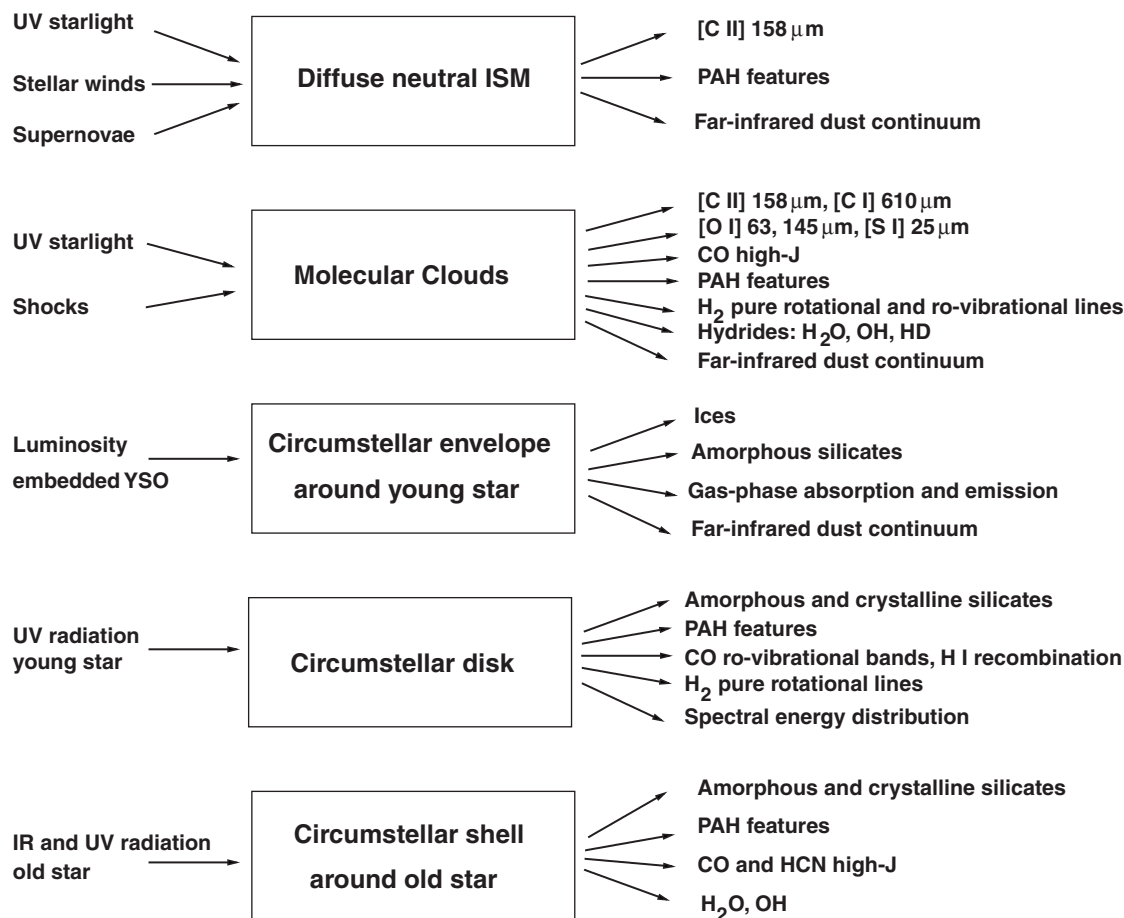 UV starlight
Stellar winds
Supernovae
Diffuse neutral ISM
[C II] 158 μm
PAH features
Far-infrared dust continuum
UV starlight
Shocks
Molecular Clouds
[C II] 158 μm, [C I] 610 μm
[O I] 63, 145 μm, [S I] 25 μm
CO high-J
PAH features
H2 pure rotational and ro-vibrational lines
Hydrides: H2O, OH, HD
Far-infrared dust continuum
Luminosity
embedded YSO
Circumstellar envelope
around young star
Ices
Amorphous silicates
Gas-phase absorption and emission
Far-infrared dust continuum
UV radiation
young star
Circumstellar disk
Amorphous and crystalline silicates
PAH features
CO ro-vibrational bands, H I recombination
H2 pure rotational lines
Spectral energy distribution
IR and UV radiation
old star
Circumstellar shell
around old star
Amorphous and crystalline silicates
PAH features
CO and HCN high-J
H2O, OH